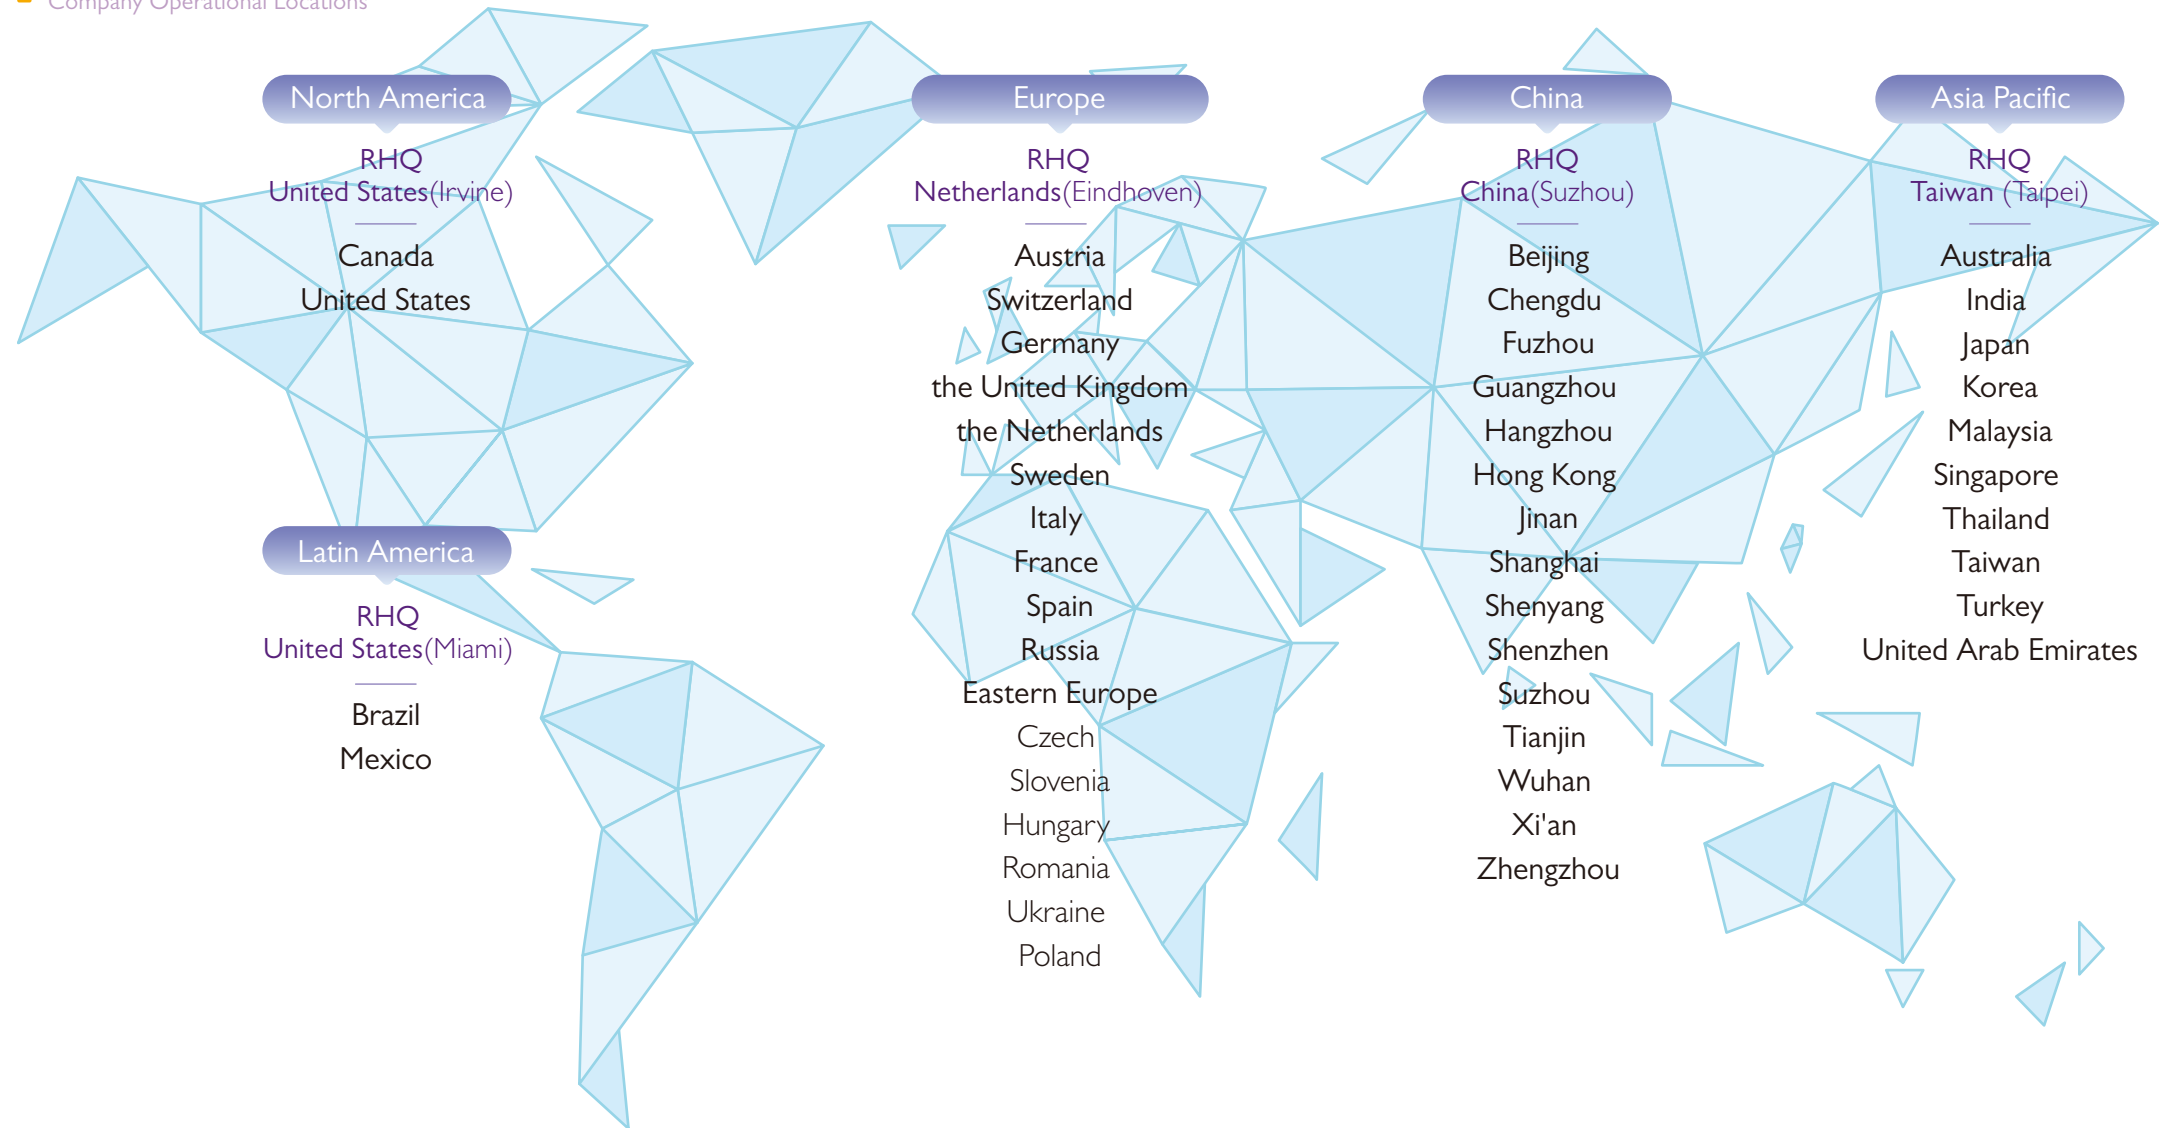 Company Operational Locations
North America
RHQ
United States(Irvine)
Canada
United States
Latin America
RHQ
United States(Miami)
Brazil
Mexico
Europe
RHQ
Netherlands(Eindhoven)
Austria
Switzerland
Germany
the United Kingdom
the Netherlands
Sweden
Italy
France
Spain
Russia
Eastern Europe
Czech
Slovenia
Hungary
Romania
Ukraine
Poland
China
RHQ
China(Suzhou)
Beijing
Chengdu
Fuzhou
Guangzhou
Hangzhou
Hong Kong
Jinan
Shanghai
Shenyang
Shenzhen
Suzhou
Tianjin
Wuhan
Xi'an
Zhengzhou
Asia Pacific
RHQ
Taiwan (Taipei)
Australia
India
Japan
Korea
Malaysia
Singapore
Thailand
Taiwan
Turkey
United Arab Emirates